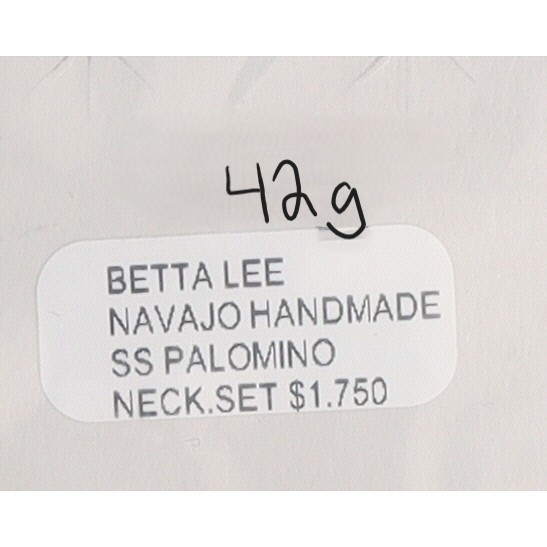 42g
BETTA LEE
NAVAJO HANDMADE
SS PALOMINO
NECK.SET $1.750